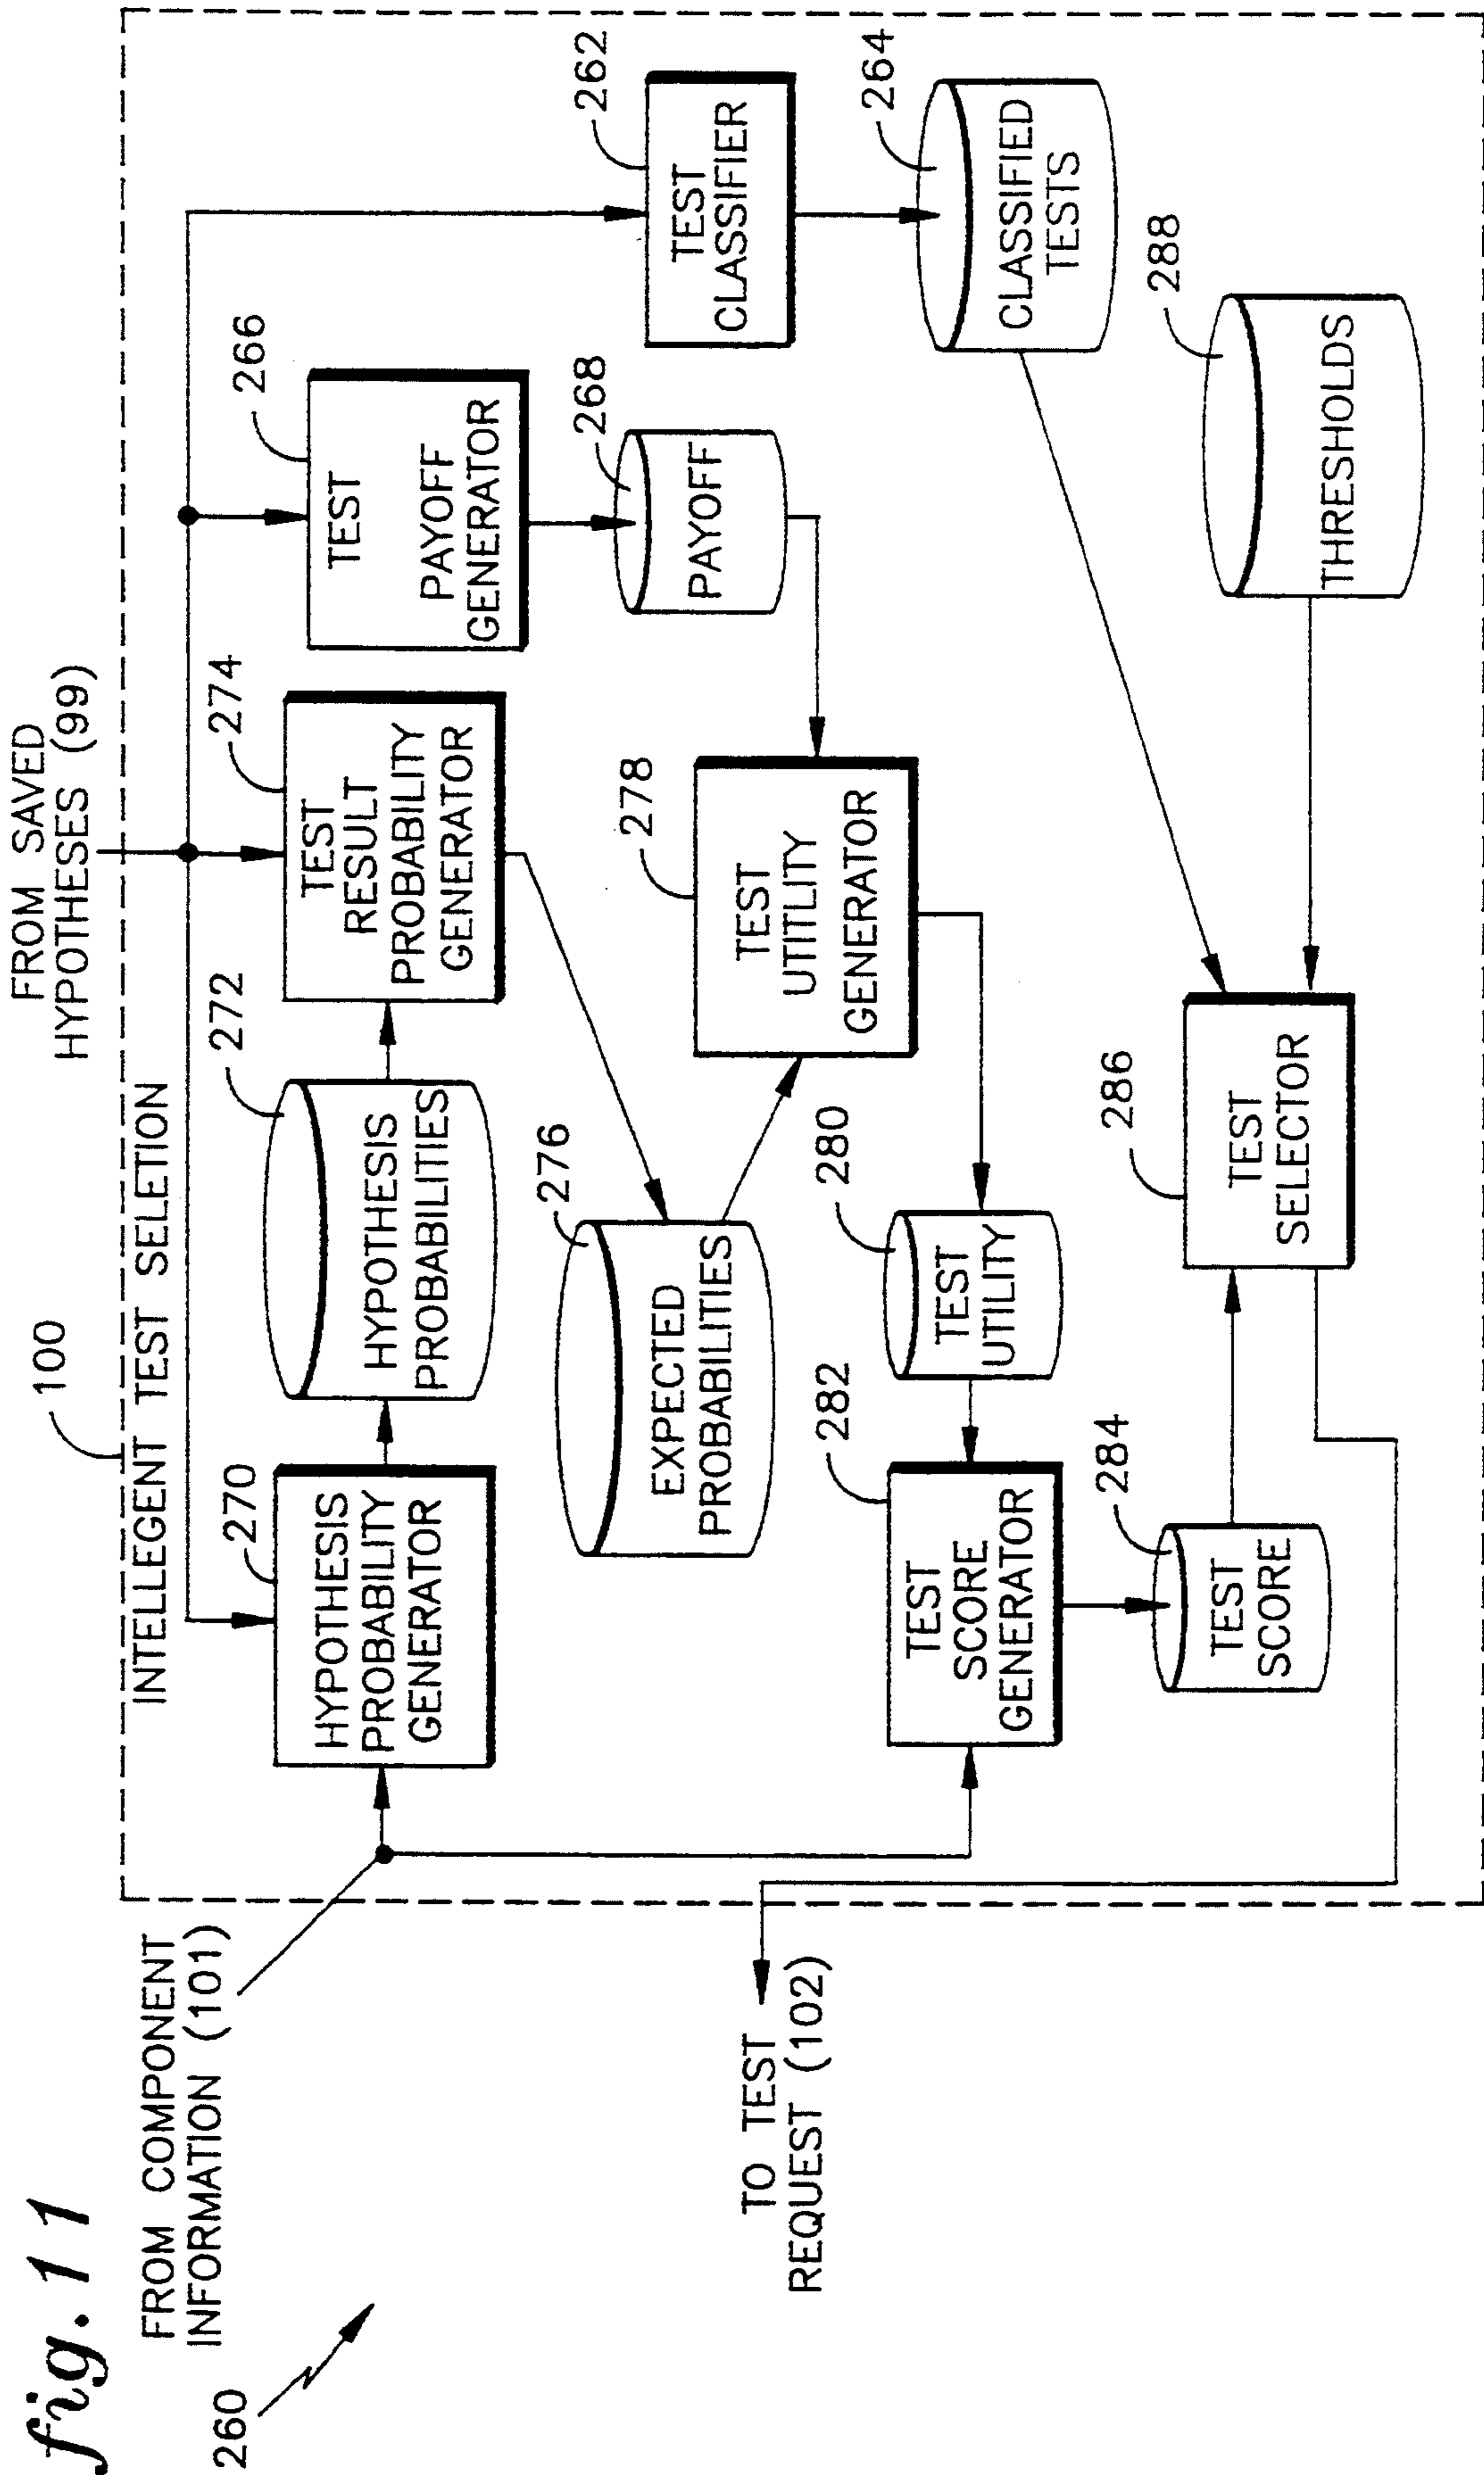 fig. 11
FROM SAVED
HYPOTHESES (99)
100
INTELLEGENT TEST SELETION
FROM COMPONENT
INFORMATION (101)
260
270
HYPOTHESIS
PROBABILITY
GENERATOR
272
HYPOTHESIS
PROBABILITIES
274
TEST
RESULT
PROBABILITY
GENERATOR
266
TEST
PAYOFF
GENERATOR
262
TEST
CLASSIFIER
276
EXPECTED
PROBABILITIES
268
PAYOFF
264
CLASSIFIED
TESTS
278
TEST
UTITLITY
GENERATOR
TO TEST
REQUEST (102)
282
TEST
SCORE
GENERATOR
280
TEST
UTILITY
284
TEST
SCORE
286
TEST
SELECTOR
288
THRESHOLDS